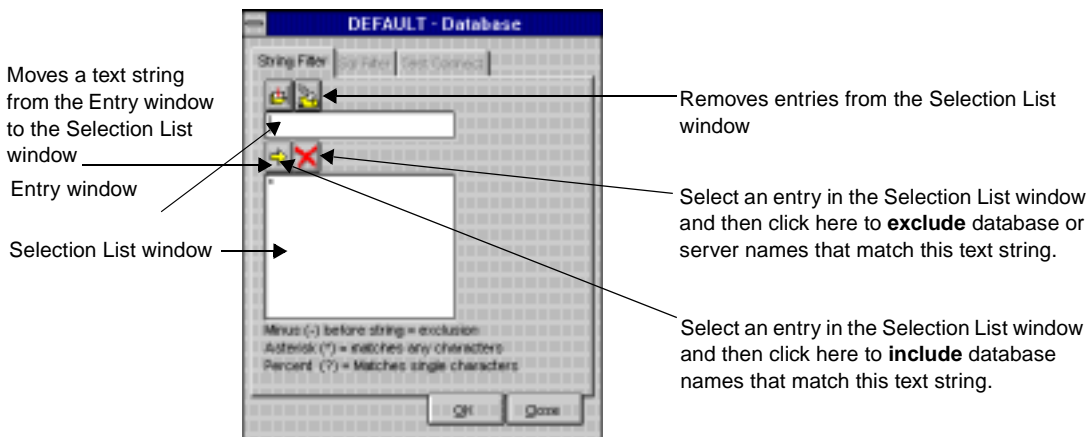 DEFAULT - Database
String Filter Sql Filter Test Connect
Moves a text string
from the Entry window
to the Selection List
window
Entry window
Selection List window
Removes entries from the Selection List
window
Select an entry in the Selection List window
and then click here to exclude database or
server names that match this text string.
Select an entry in the Selection List window
and then click here to include database
names that match this text string.
*
Minus (-) before string = exclusion
Asterisk (*) = matches any characters
Percent (?) = Matches single characters
OK Close